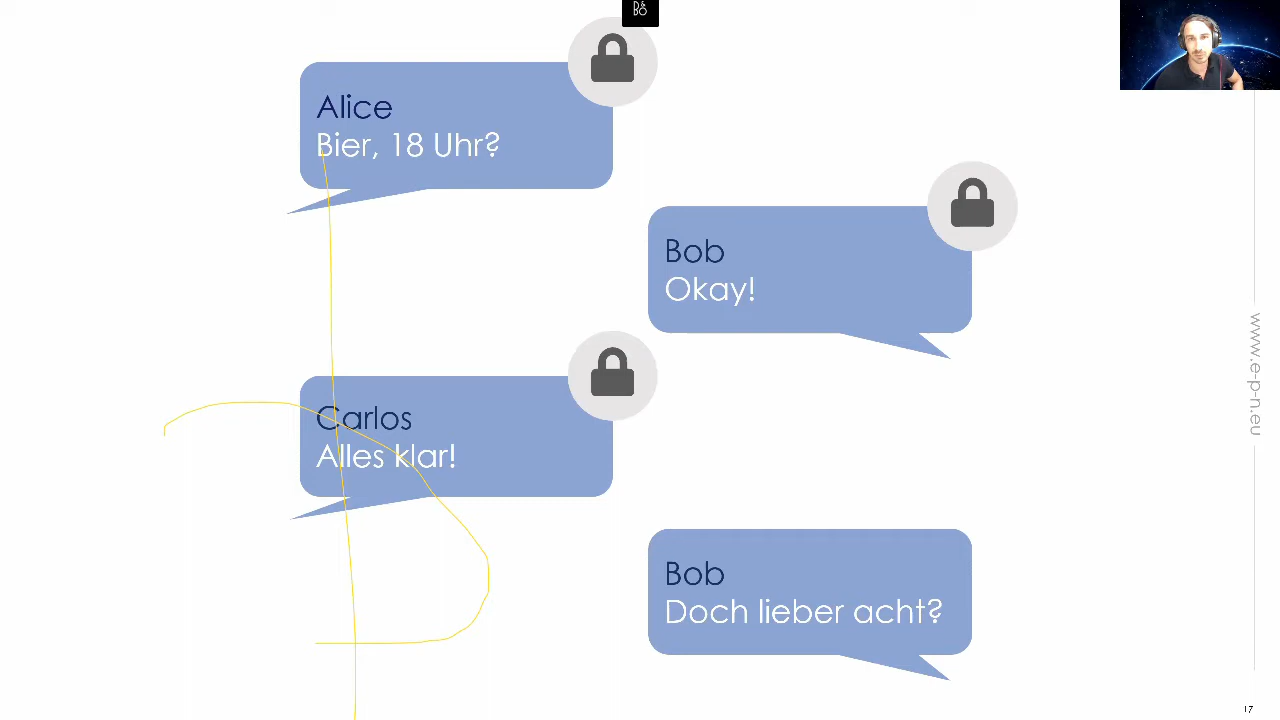 B&O
Alice
Bier, 18 Uhr?
Bob
Okay!
Carlos
Alles klar!
Bob
Doch lieber acht?
www.e-p-n.eu
17